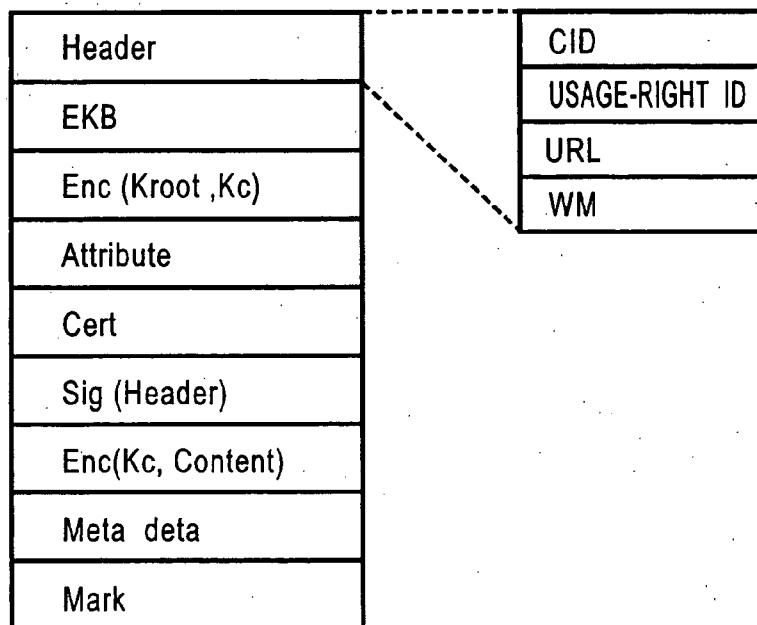 Header
EKB
Enc (Kroot ,Kc)
Attribute
Cert
Sig (Header)
Enc(Kc, Content)
Meta deta
Mark
CID
USAGE-RIGHT ID
URL
WM